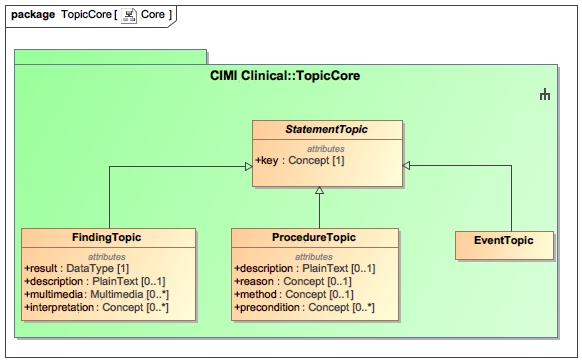 package TopicCore [ Core ]
CIMI Clinical::TopicCore
StatementTopic
attributes
+key : Concept [1]
FindingTopic
attributes
+result : DataType [1]
+description : PlainText [0..1]
+multimedia : Multimedia [0..*]
+interpretation : Concept [0..*]
ProcedureTopic
attributes
+description : PlainText [0..1]
+reason : Concept [0..1]
+method : Concept [0..1]
+precondition : Concept [0..*]
EventTopic